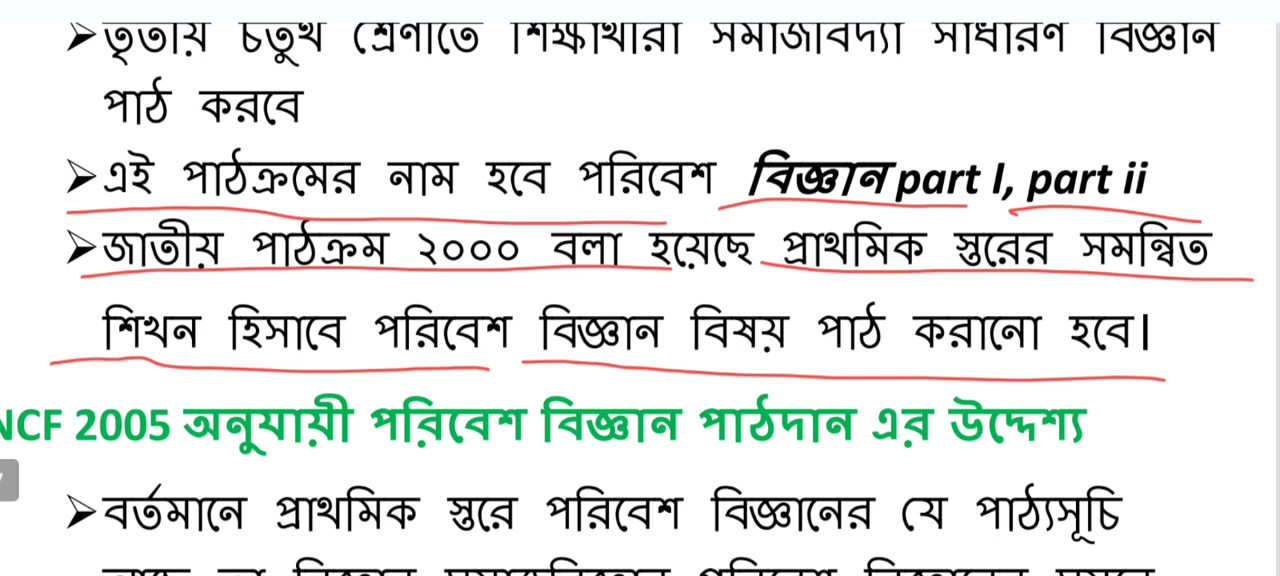 ➤তৃতীয় চতুর্থ শ্রেণীতে শিক্ষার্থীরা সমাজবিদ্যা সাধারণ বিজ্ঞান
পাঠ করবে
➤এই পাঠক্রমের নাম হবে পরিবেশ বিজ্ঞান part I, part ii
➤জাতীয় পাঠক্রম ২০০০ বলা হয়েছে প্রাথমিক স্তরের সমন্বিত
শিখন হিসাবে পরিবেশ বিজ্ঞান বিষয় পাঠ করানো হবে।
NCF 2005 অনুযায়ী পরিবেশ বিজ্ঞান পাঠদান এর উদ্দেশ্য
➤বর্তমানে প্রাথমিক স্তরে পরিবেশ বিজ্ঞানের যে পাঠ্যসূচি